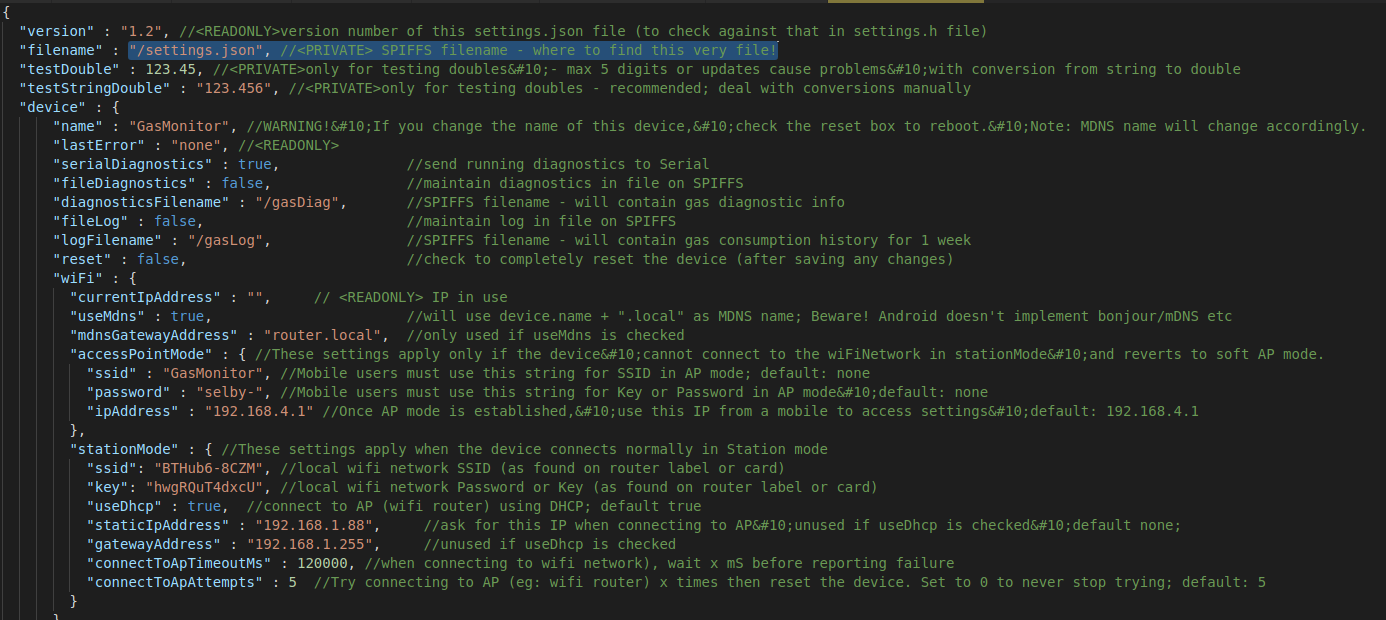 {
"version" : "1.2", //<READONLY>version number of this settings.json file (to check against that in settings.h file)
"filename" : "/settings.json", //<PRIVATE> SPIFFS filename - where to find this very file!
"testDouble" : 123.45, //<PRIVATE>only for testing doubles&#10;- max 5 digits or updates cause problems&#10;with conversion from string to double
"testStringDouble" : "123.456", //<PRIVATE>only for testing doubles - recommended; deal with conversions manually
"device" : {
"name" : "GasMonitor", //WARNING!&#10;If you change the name of this device,&#10;check the reset box to reboot.&#10;Note: MDNS name will change accordingly.
"lastError" : "none", //<READONLY>
"serialDiagnostics" : true, //send running diagnostics to Serial
"fileDiagnostics" : false, //maintain diagnostics in file on SPIFFS
"diagnosticsFilename" : "/gasDiag", //SPIFFS filename - will contain gas diagnostic info
"fileLog" : false, //maintain log in file on SPIFFS
"logFilename" : "/gasLog", //SPIFFS filename - will contain gas consumption history for 1 week
"reset" : false, //check to completely reset the device (after saving any changes)
"wiFi" : {
"currentIpAddress" : "", // <READONLY> IP in use
"useMdns" : true, //will use device.name + ".local" as MDNS name; Beware! Android doesn't implement bonjour/mDNS etc
"mdnsGatewayAddress" : "router.local", //only used if useMdns is checked
"accessPointMode" : { //These settings apply only if the device&#10;cannot connect to the wiFiNetwork in stationMode&#10;and reverts to soft AP mode.
"ssid" : "GasMonitor", //Mobile users must use this string for SSID in AP mode; default: none
"password" : "selby-", //Mobile users must use this string for Key or Password in AP mode&#10;default: none
"ipAddress" : "192.168.4.1" //Once AP mode is established,&#10;use this IP from a mobile to access settings&#10;default: 192.168.4.1
},
"stationMode" : { //These settings apply when the device connects normally in Station mode
"ssid": "BTHub6-8CZM", //local wifi network SSID (as found on router label or card)
"key": "hwgRQuT4dxcU", //local wifi network Password or Key (as found on router label or card)
"useDhcp" : true, //connect to AP (wifi router) using DHCP; default true
"staticIpAddress" : "192.168.1.88", //ask for this IP when connecting to AP&#10;unused if useDhcp is checked&#10;default none;
"gatewayAddress" : "192.168.1.255", //unused if useDhcp is checked
"connectToApTimeoutMs" : 120000, //when connecting to wifi network), wait x mS before reporting failure
"connectToApAttempts" : 5 //Try connecting to AP (eg: wifi router) x times then reset the device. Set to 0 to never stop trying; default: 5
}